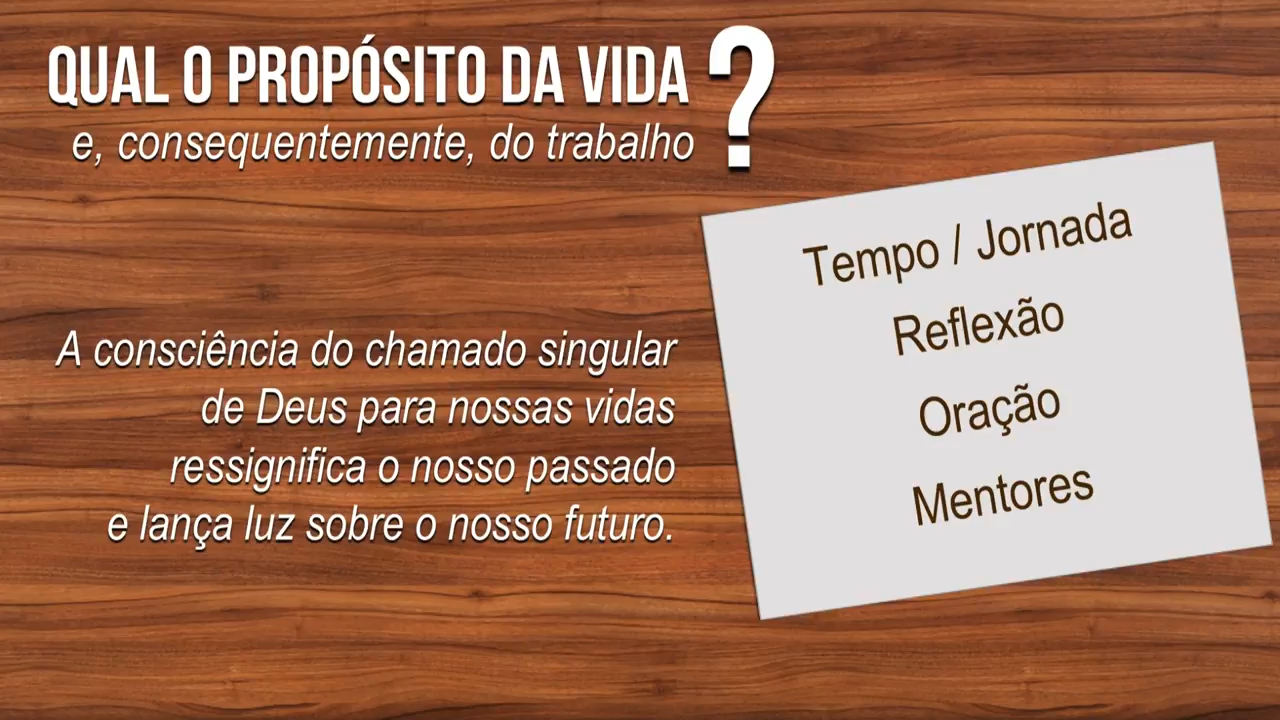 QUAL O PROPÓSITO DA VIDA ?
e, consequentemente, do trabalho
A consciência do chamado singular
de Deus para nossas vidas
ressignifica o nosso passado
e lança luz sobre o nosso futuro.
Tempo / Jornada
Reflexão
Oração
Mentores